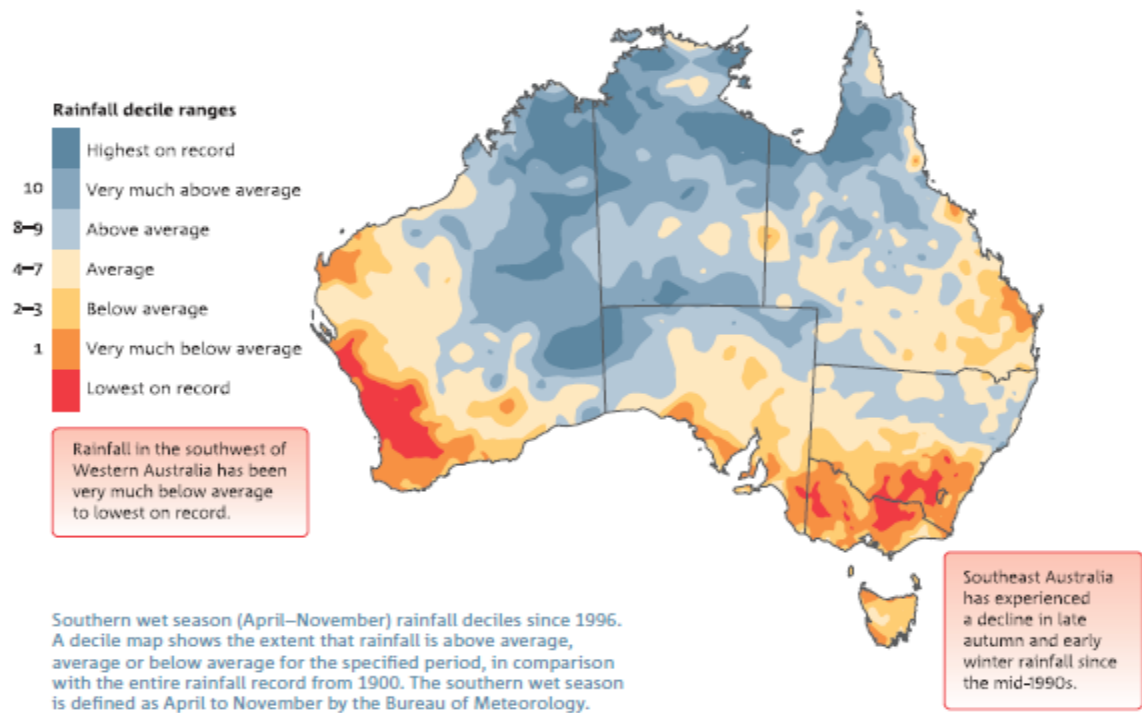 Rainfall decile ranges
Highest on record
10 Very much above average
8–9 Above average
4–7 Average
2–3 Below average
1 Very much below average
Lowest on record
Rainfall in the southwest of
Western Australia has been
very much below average
to lowest on record.
Southeast Australia
has experienced
a decline in late
autumn and early
winter rainfall since
the mid-1990s.
Southern wet season (April–November) rainfall deciles since 1996.
A decile map shows the extent that rainfall is above average,
average or below average for the specified period, in comparison
with the entire rainfall record from 1900. The southern wet season
is defined as April to November by the Bureau of Meteorology.